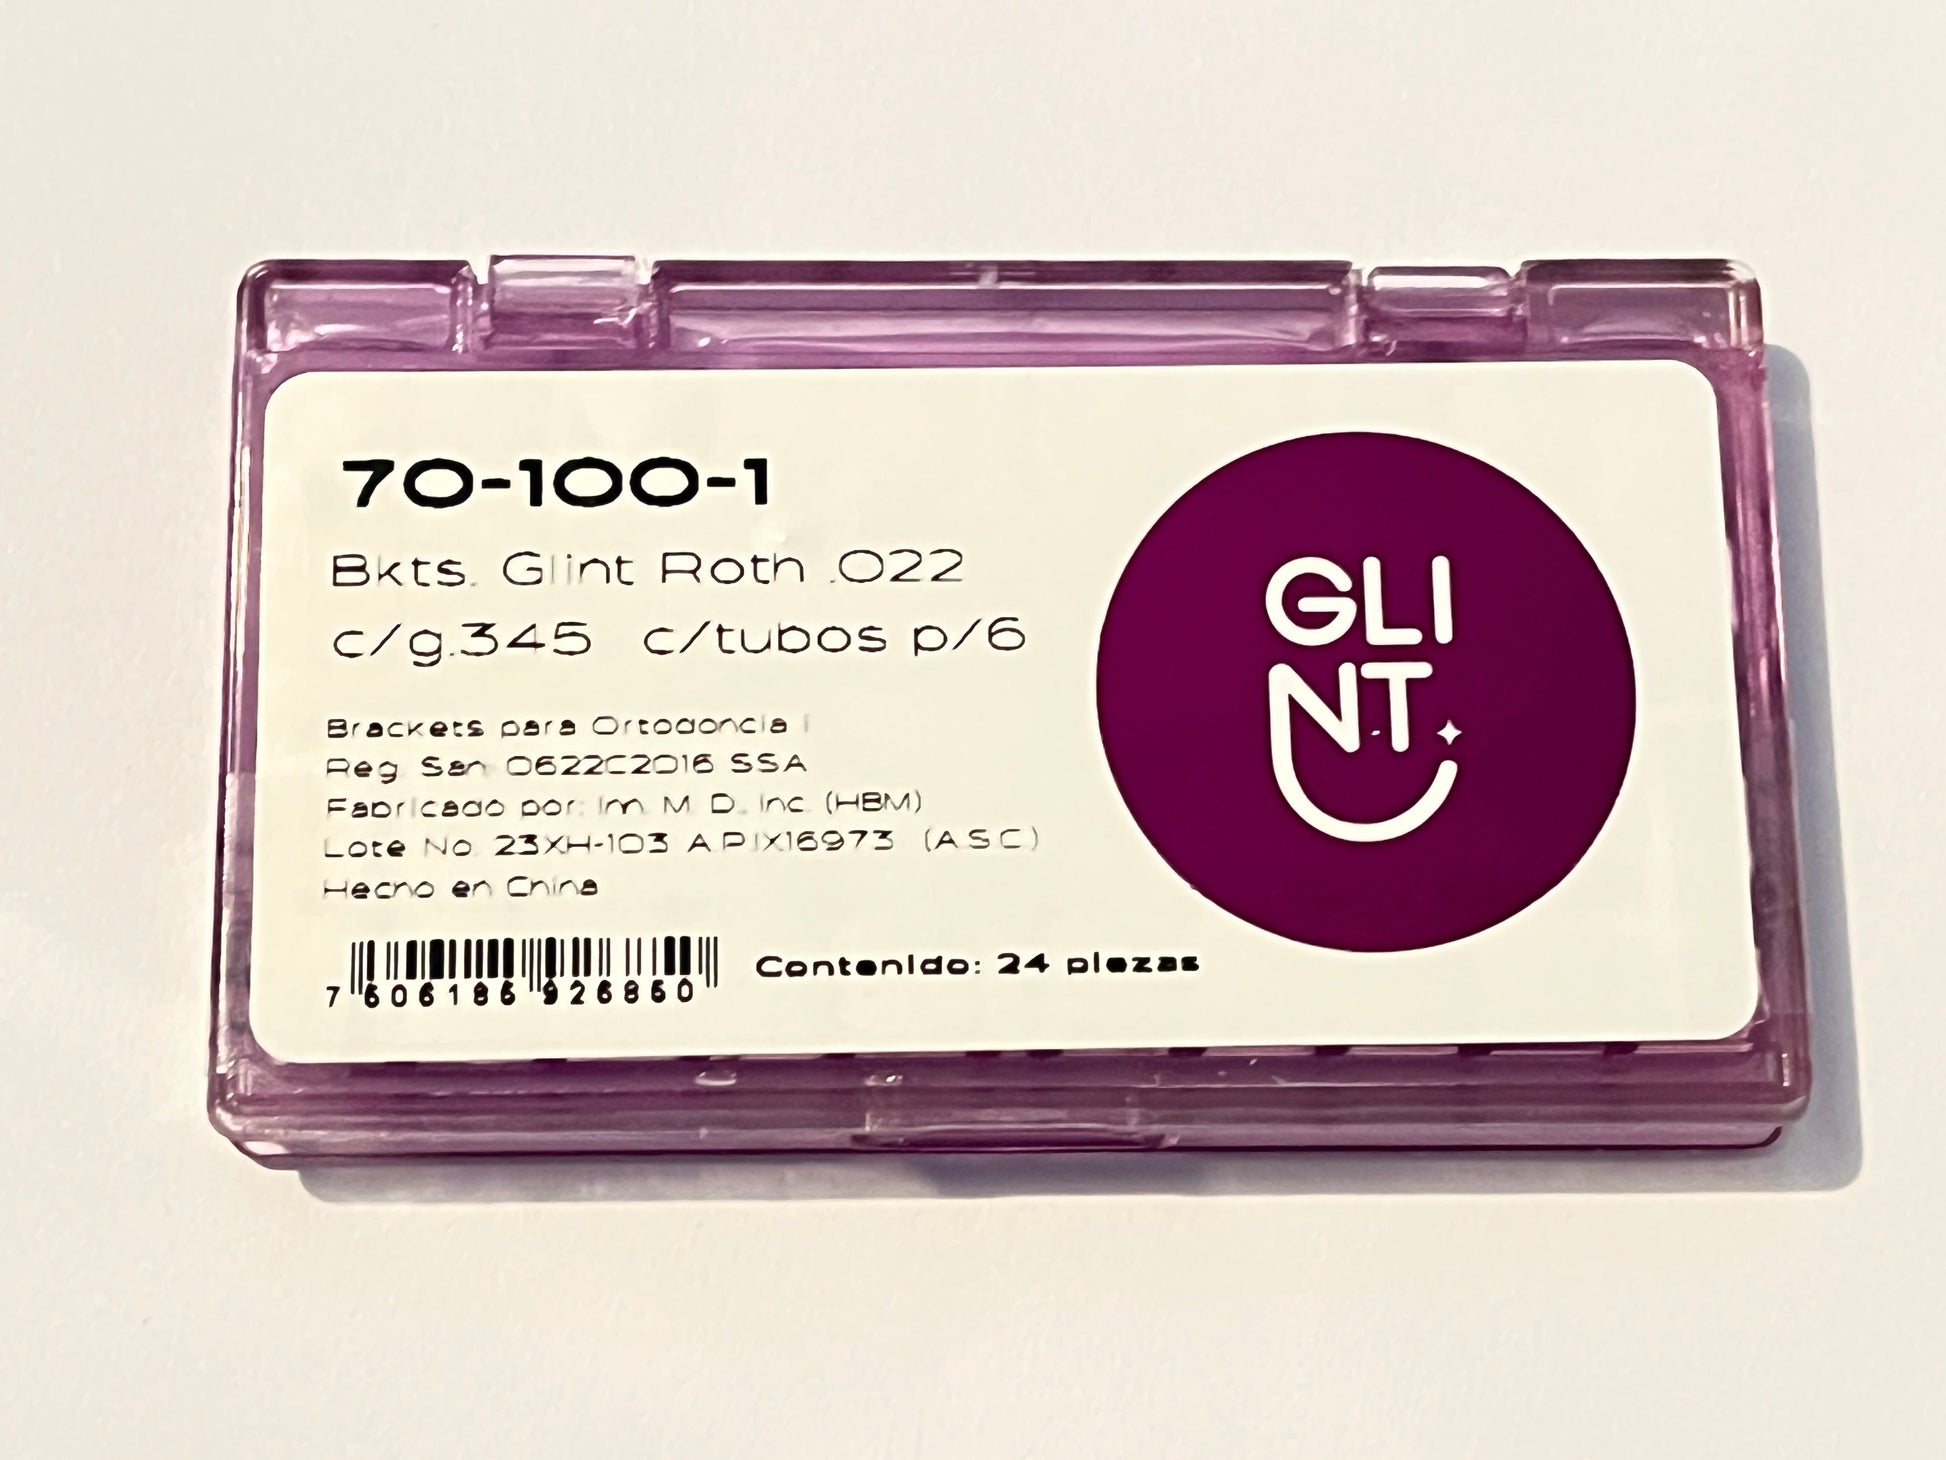 70-100-1
Bkts. Glint Roth .022
c/g.345 c/tubos p/6
Brackets para Ortodoncia I
Reg. San. 0622C2016 SSA
Fabricado por: Im. M. D. Inc. (HBM)
Lote No. 23XH-103 A P IX16973 (A S C)
Hecho en China
7 606186 926860
Contenido: 24 piezas
GLI
NT